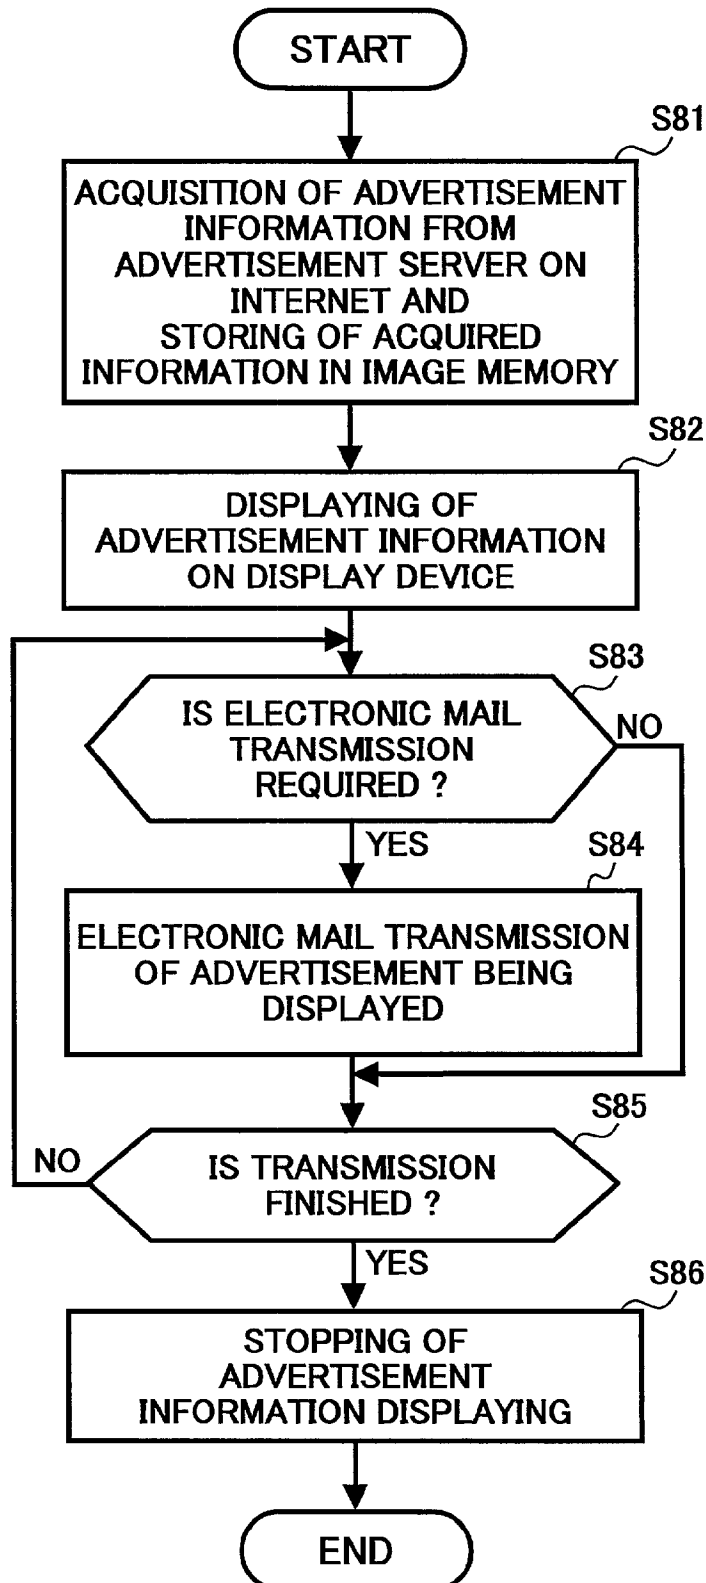 START
S81
ACQUISITION OF ADVERTISEMENT
INFORMATION FROM
ADVERTISEMENT SERVER ON
INTERNET AND
STORING OF ACQUIRED
INFORMATION IN IMAGE MEMORY
S82
DISPLAYING OF
ADVERTISEMENT INFORMATION
ON DISPLAY DEVICE
S83
IS ELECTRONIC MAIL
TRANSMISSION
REQUIRED ?
NO
YES
S84
ELECTRONIC MAIL TRANSMISSION
OF ADVERTISEMENT BEING
DISPLAYED
S85
NO
IS TRANSMISSION
FINISHED ?
YES
S86
STOPPING OF
ADVERTISEMENT
INFORMATION DISPLAYING
END